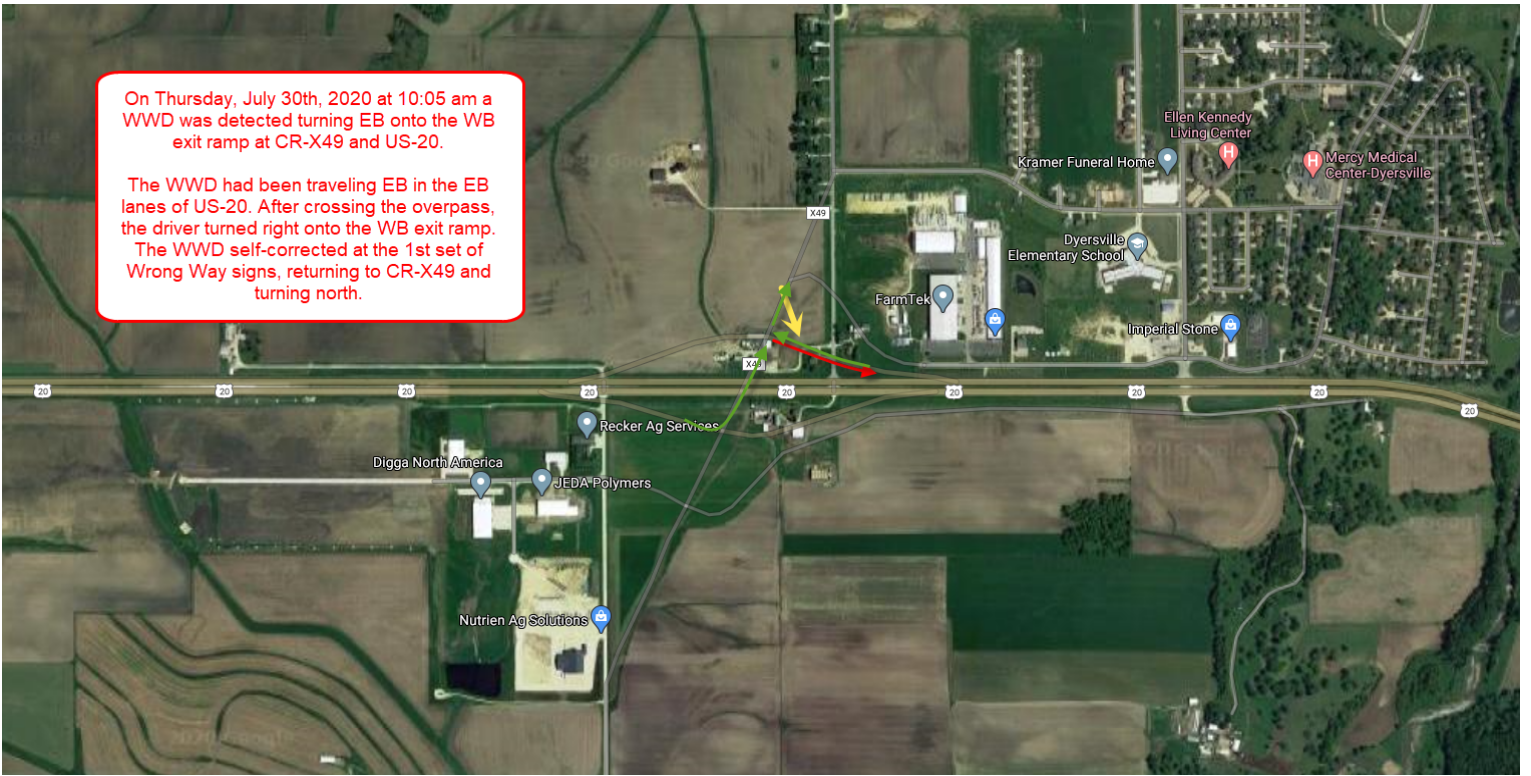 On Thursday, July 30th, 2020 at 10:05 am a
WWD was detected turning EB onto the WB
exit ramp at CR-X49 and US-20.
The WWD had been traveling EB in the EB
lanes of US-20. After crossing the overpass,
the driver turned right onto the WB exit ramp.
The WWD self-corrected at the 1st set of
Wrong Way signs, returning to CR-X49 and
turning north.
Ellen Kennedy
Living Center
Kramer Funeral Home
Mercy Medical
Center-Dyersville
X49
Dyersville
Elementary School
FarmTek
Imperial Stone
X49
20
20
20
20
20
20
20
20
20
Recker Ag Services
Digga North America
JEDA Polymers
Nutrien Ag Solutions